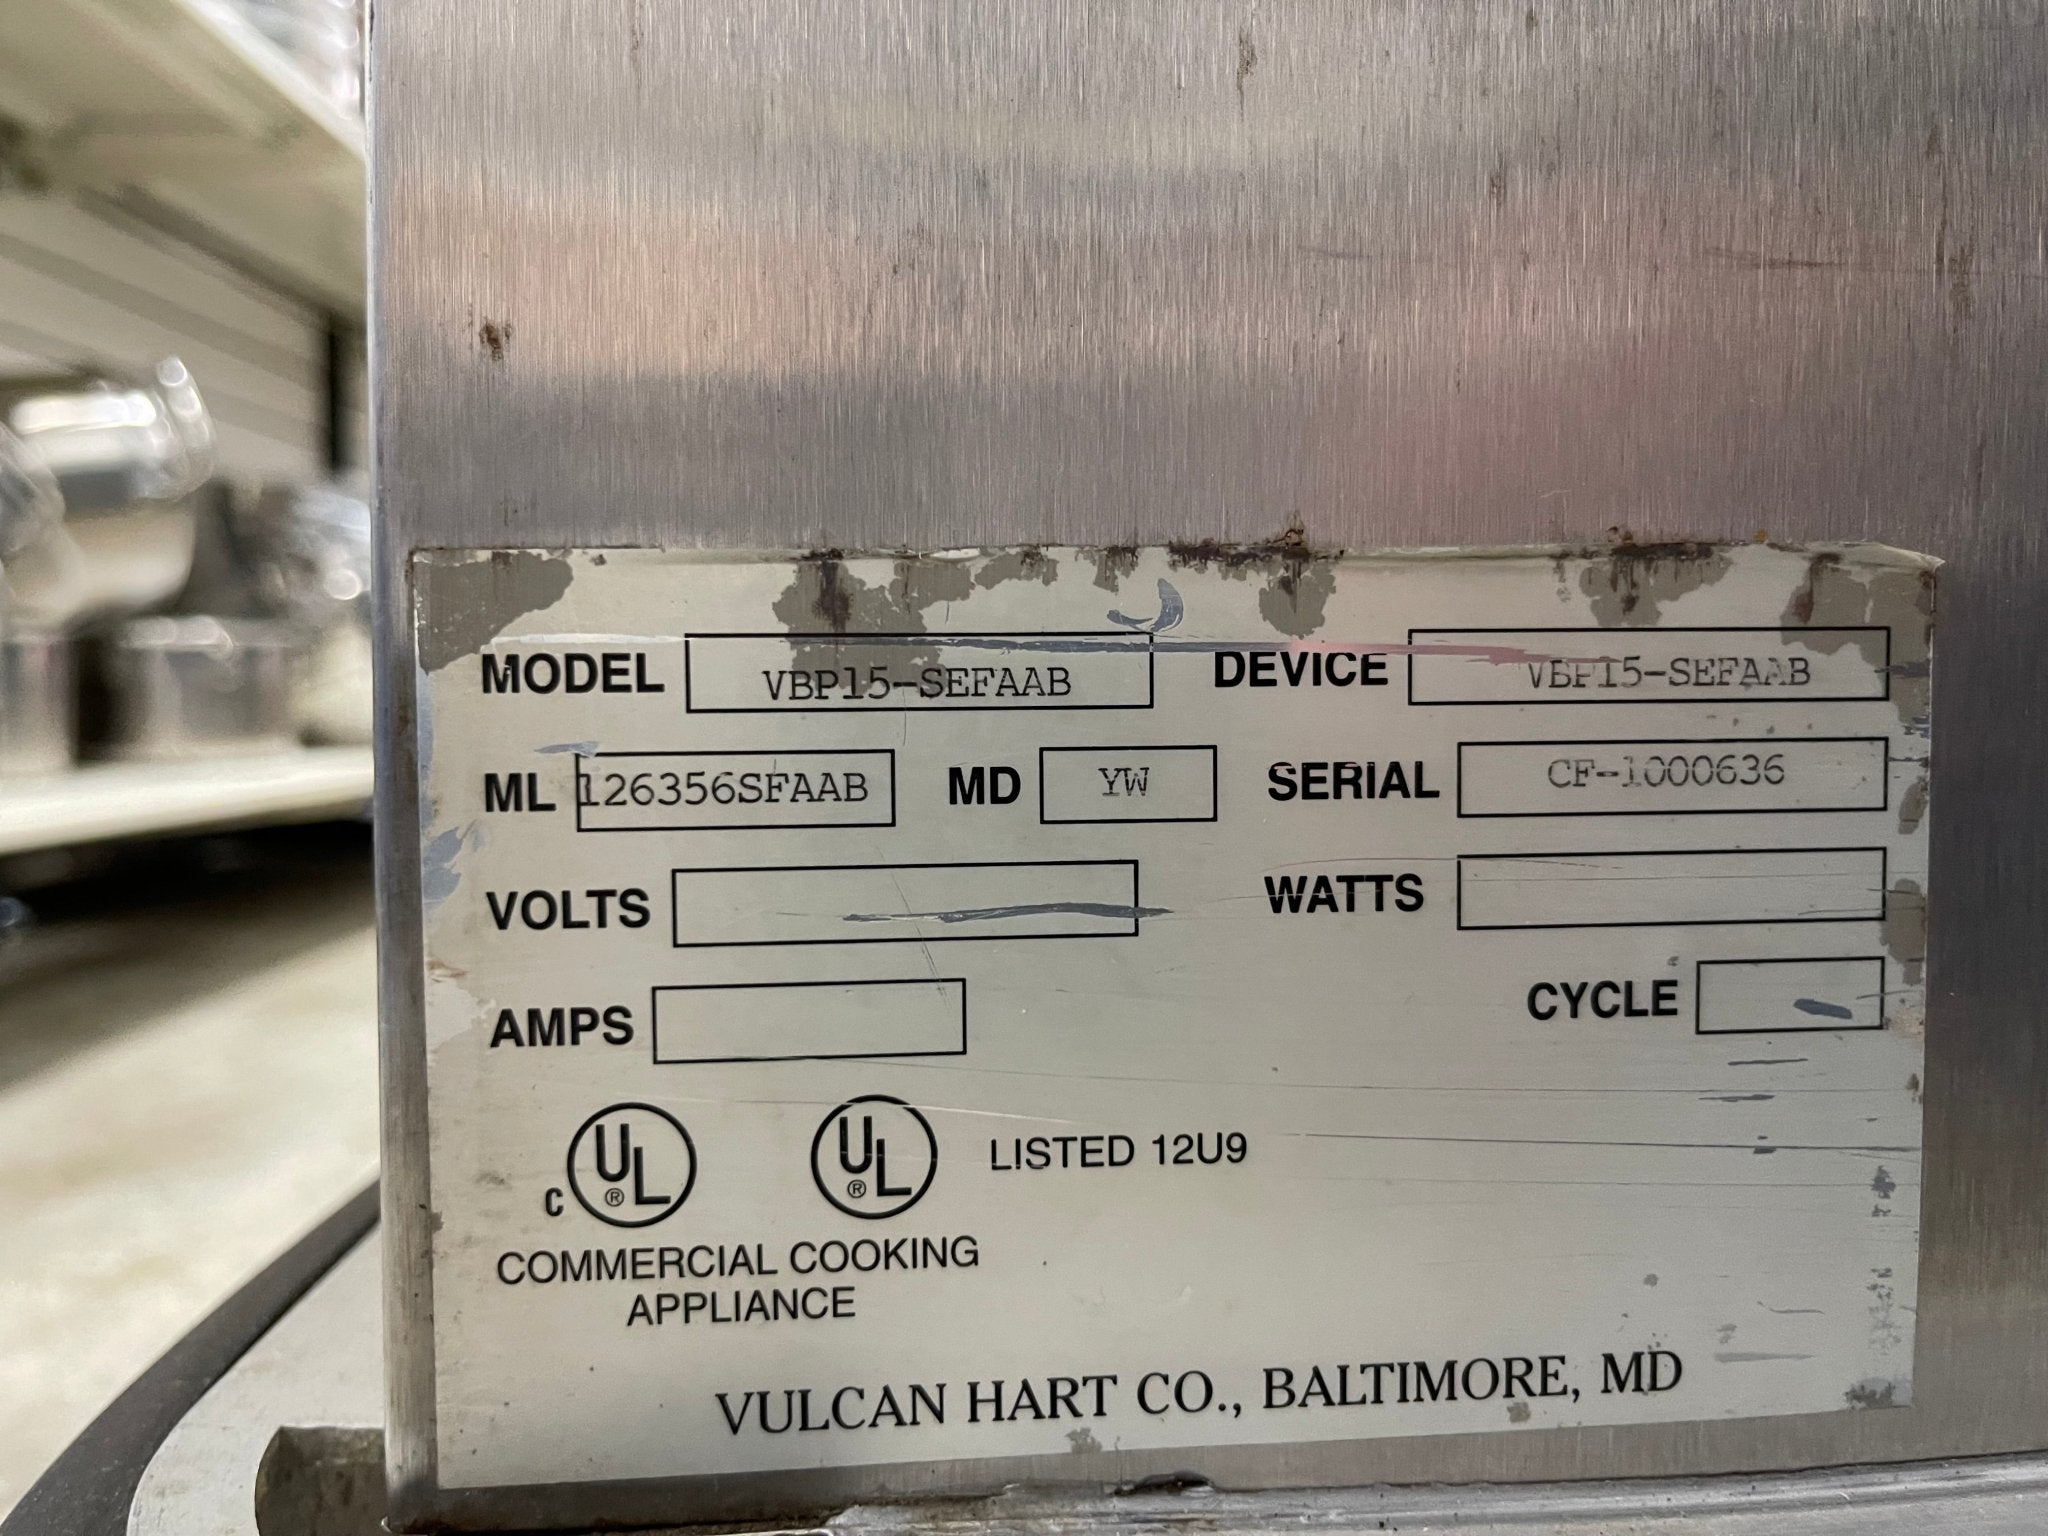 MODEL VBP15-SEFAAB DEVICE VBP15-SEFAAB
ML 126356SFAAB MD YW SERIAL CF-1000636
VOLTS WATTS
AMPS CYCLE
C UL® UL® LISTED 12U9
COMMERCIAL COOKING
APPLIANCE
VULCAN HART CO., BALTIMORE, MD